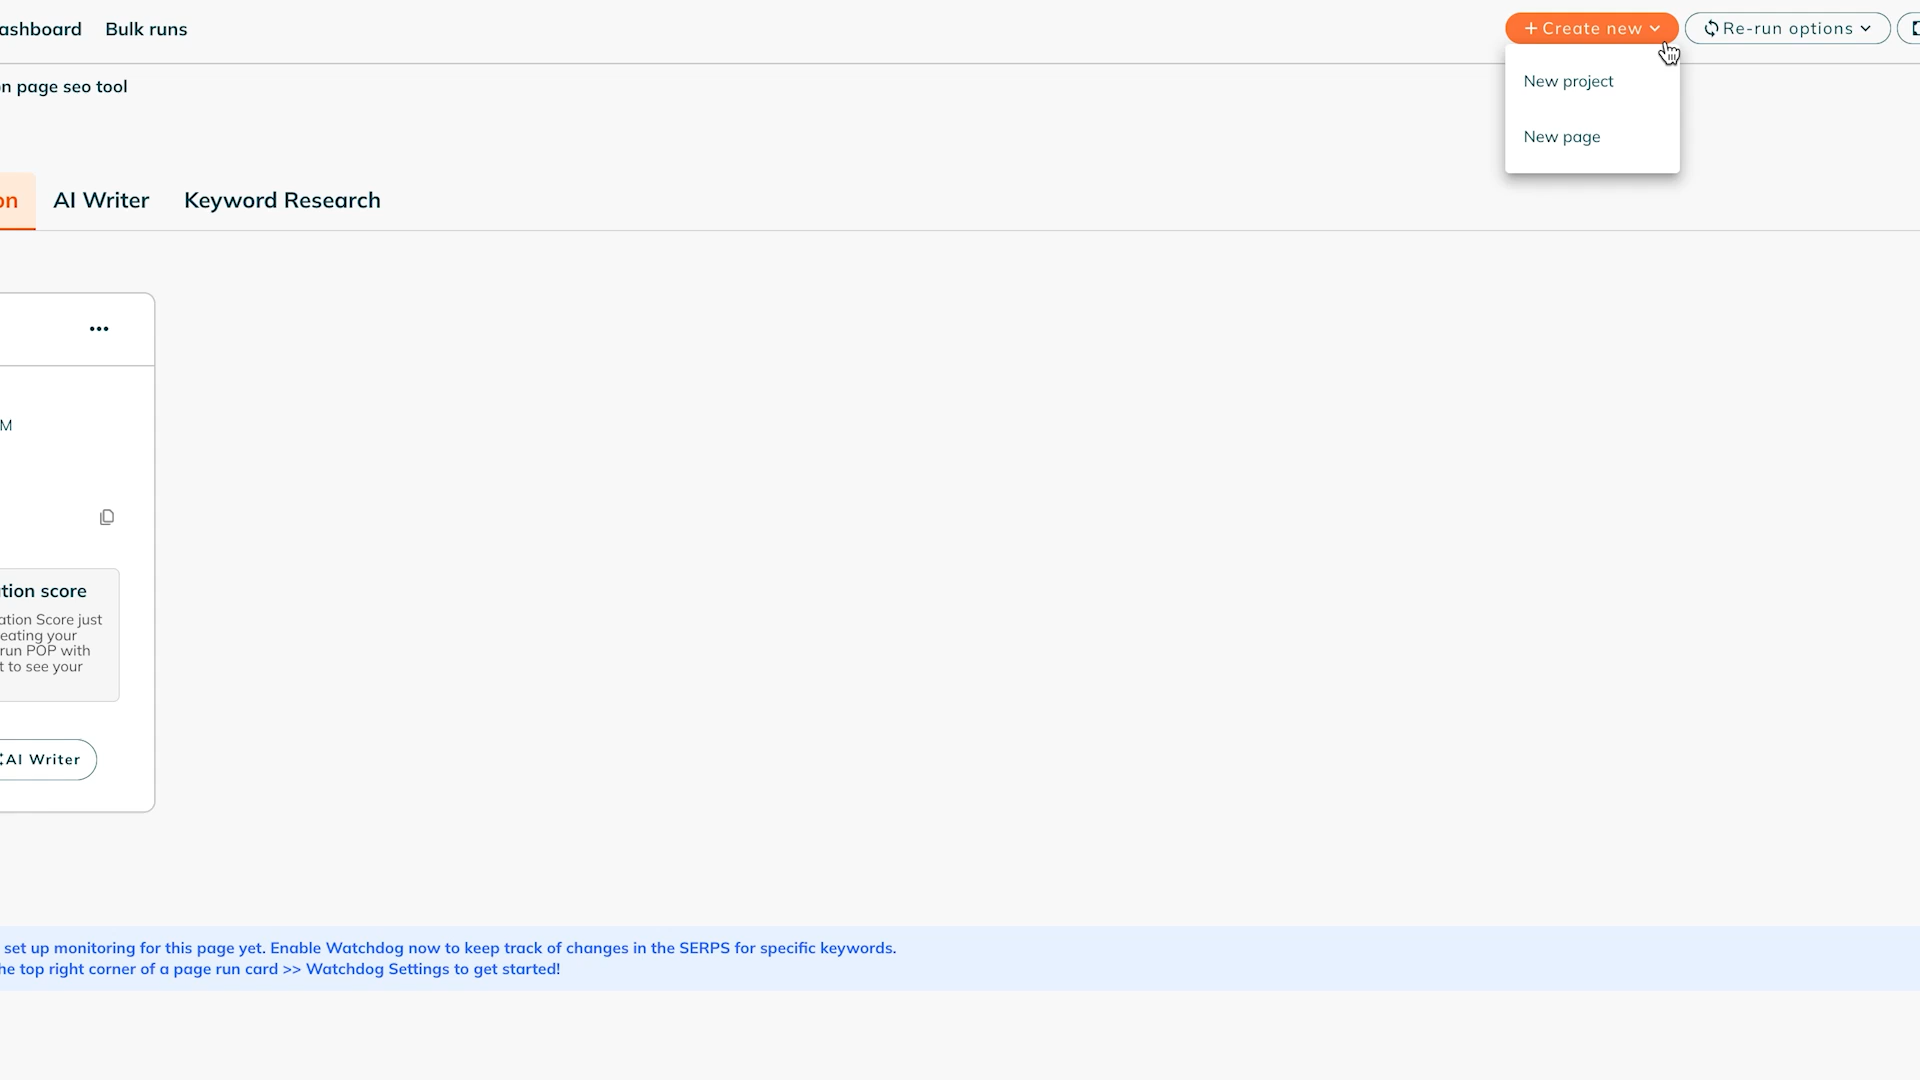 ashboard Bulk runs
+ Create new
Re-run options
n page seo tool
New project
New page
on AI Writer Keyword Research
M
tion score
ation Score just
eating your
run POP with
t to see your
AI Writer
set up monitoring for this page yet. Enable Watchdog now to keep track of changes in the SERPS for specific keywords.
he top right corner of a page run card >> Watchdog Settings to get started!